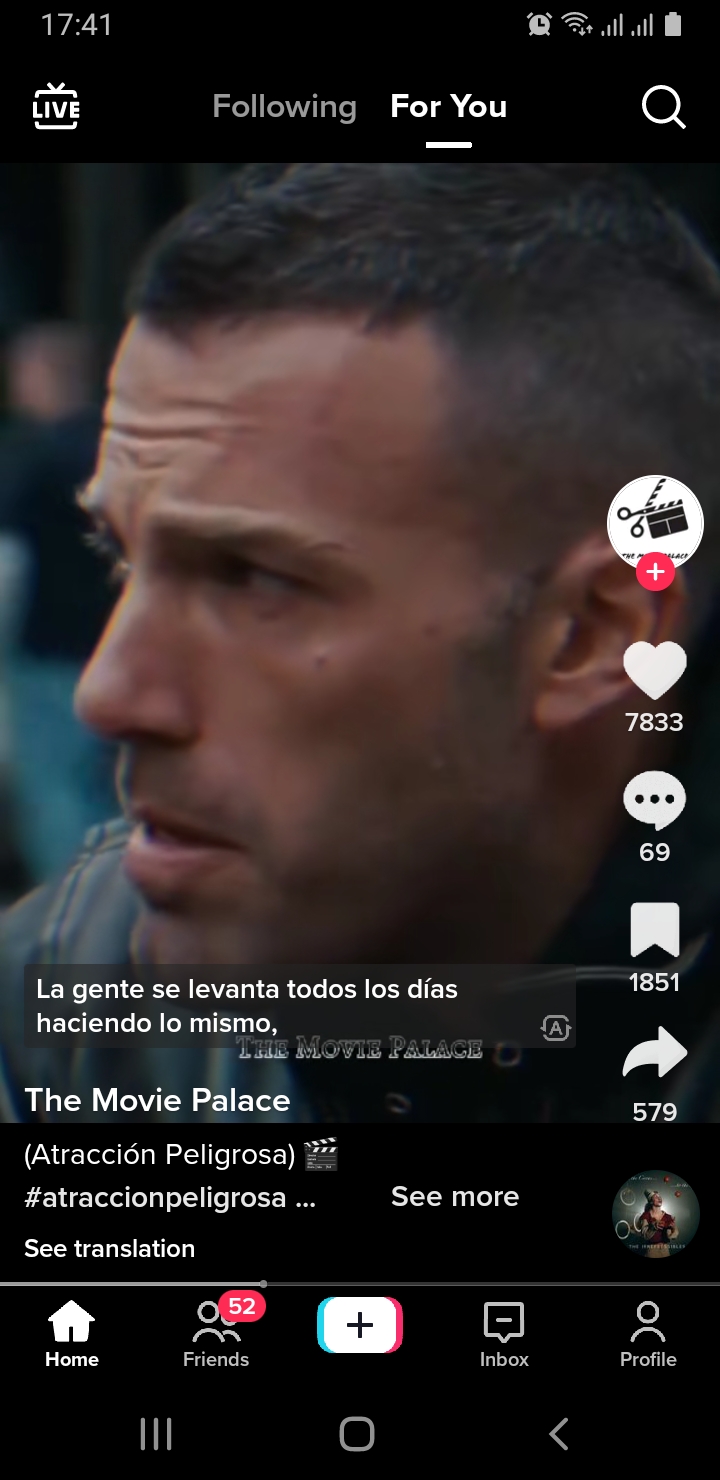 17:41
LIVE
Following
For You
7833
69
1851
579
La gente se levanta todos los días
haciendo lo mismo,
A
THE MOVIE PALACE
The Movie Palace
(Atracción Peligrosa)
#atraccionpeligrosa ...
See more
See translation
52
Home
Friends
Inbox
Profile